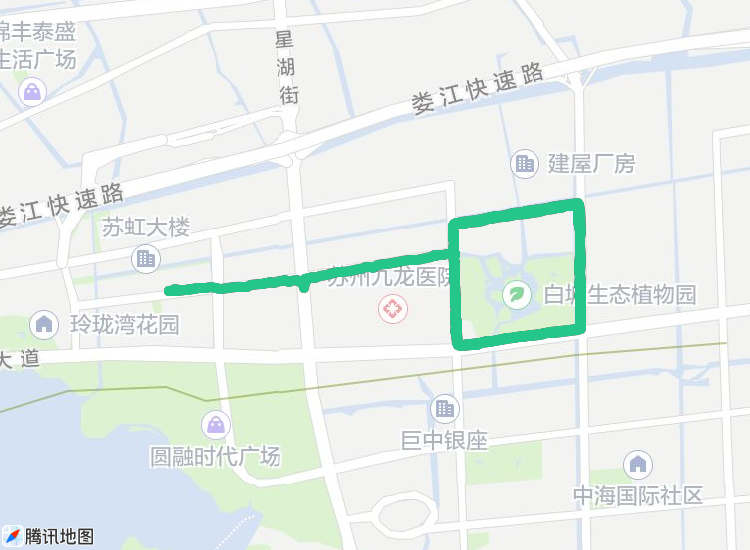 锦丰泰盛
生活广场
星湖街
娄江快速路
建屋厂房
娄江快速路
苏虹大楼
苏州九龙医院
白塘生态植物园
玲珑湾花园
大道
巨中银座
圆融时代广场
中海国际社区
腾讯地图